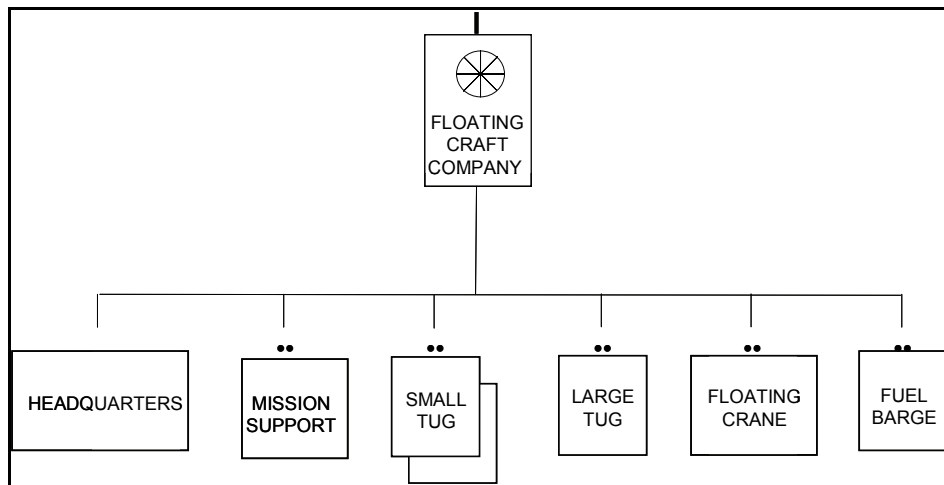 FLOATING
CRAFT
COMPANY
HEADQUARTERS
MISSION
SUPPORT
SMALL
TUG
LARGE
TUG
FLOATING
CRANE
FUEL
BARGE